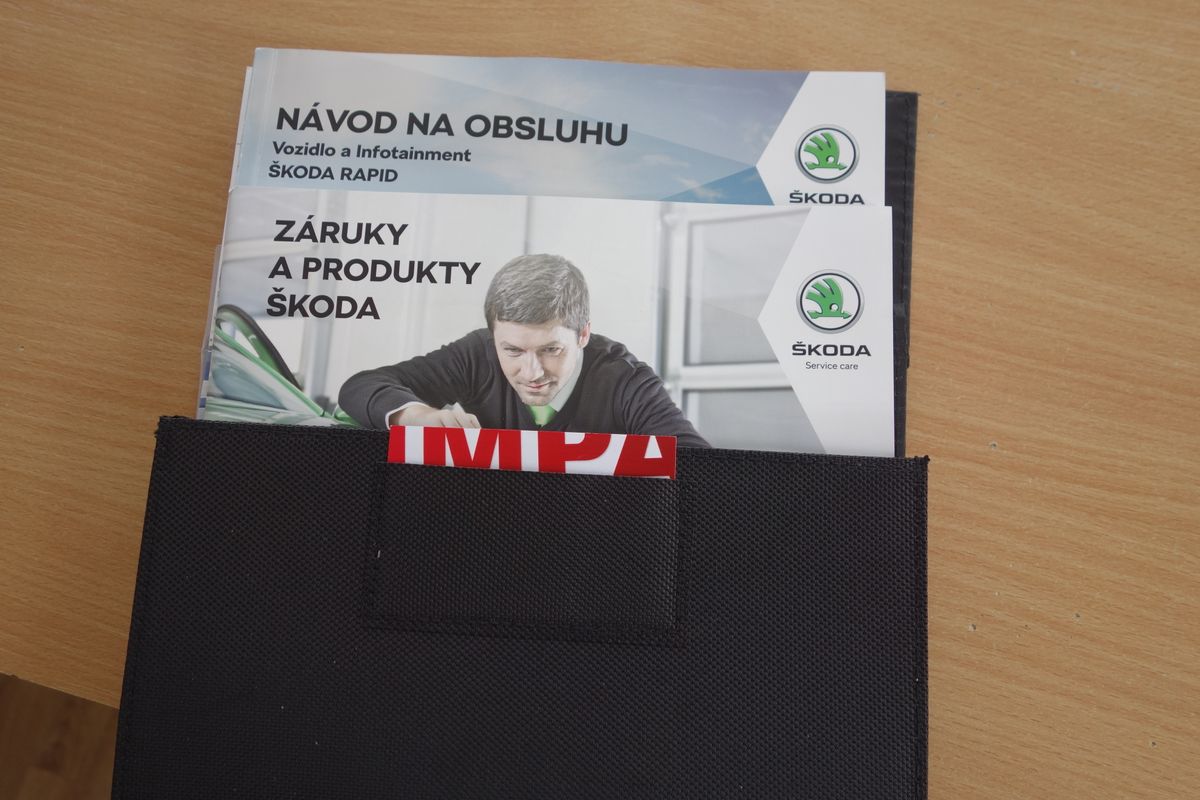 NÁVOD NA OBSLUHU
Vozidlo a Infotainment
ŠKODA RAPID
ŠKODA
ZÁRUKY
A PRODUKTY
ŠKODA
ŠKODA
Service care
IMPA